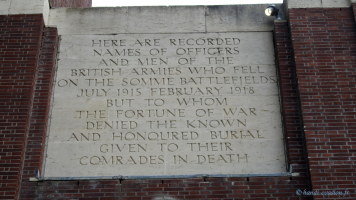 HERE ARE RECORDED
NAMES OF OFFICERS
AND MEN OF THE
BRITISH ARMIES WHO FELL
ON THE SOMME BATTLEFIELDS
JULY 1915 FEBRUARY 1918
BUT TO WHOM
THE FORTUNE OF WAR
DENIED THE KNOWN
AND HONOURED BURIAL
GIVEN TO THEIR
COMRADES IN DEATH